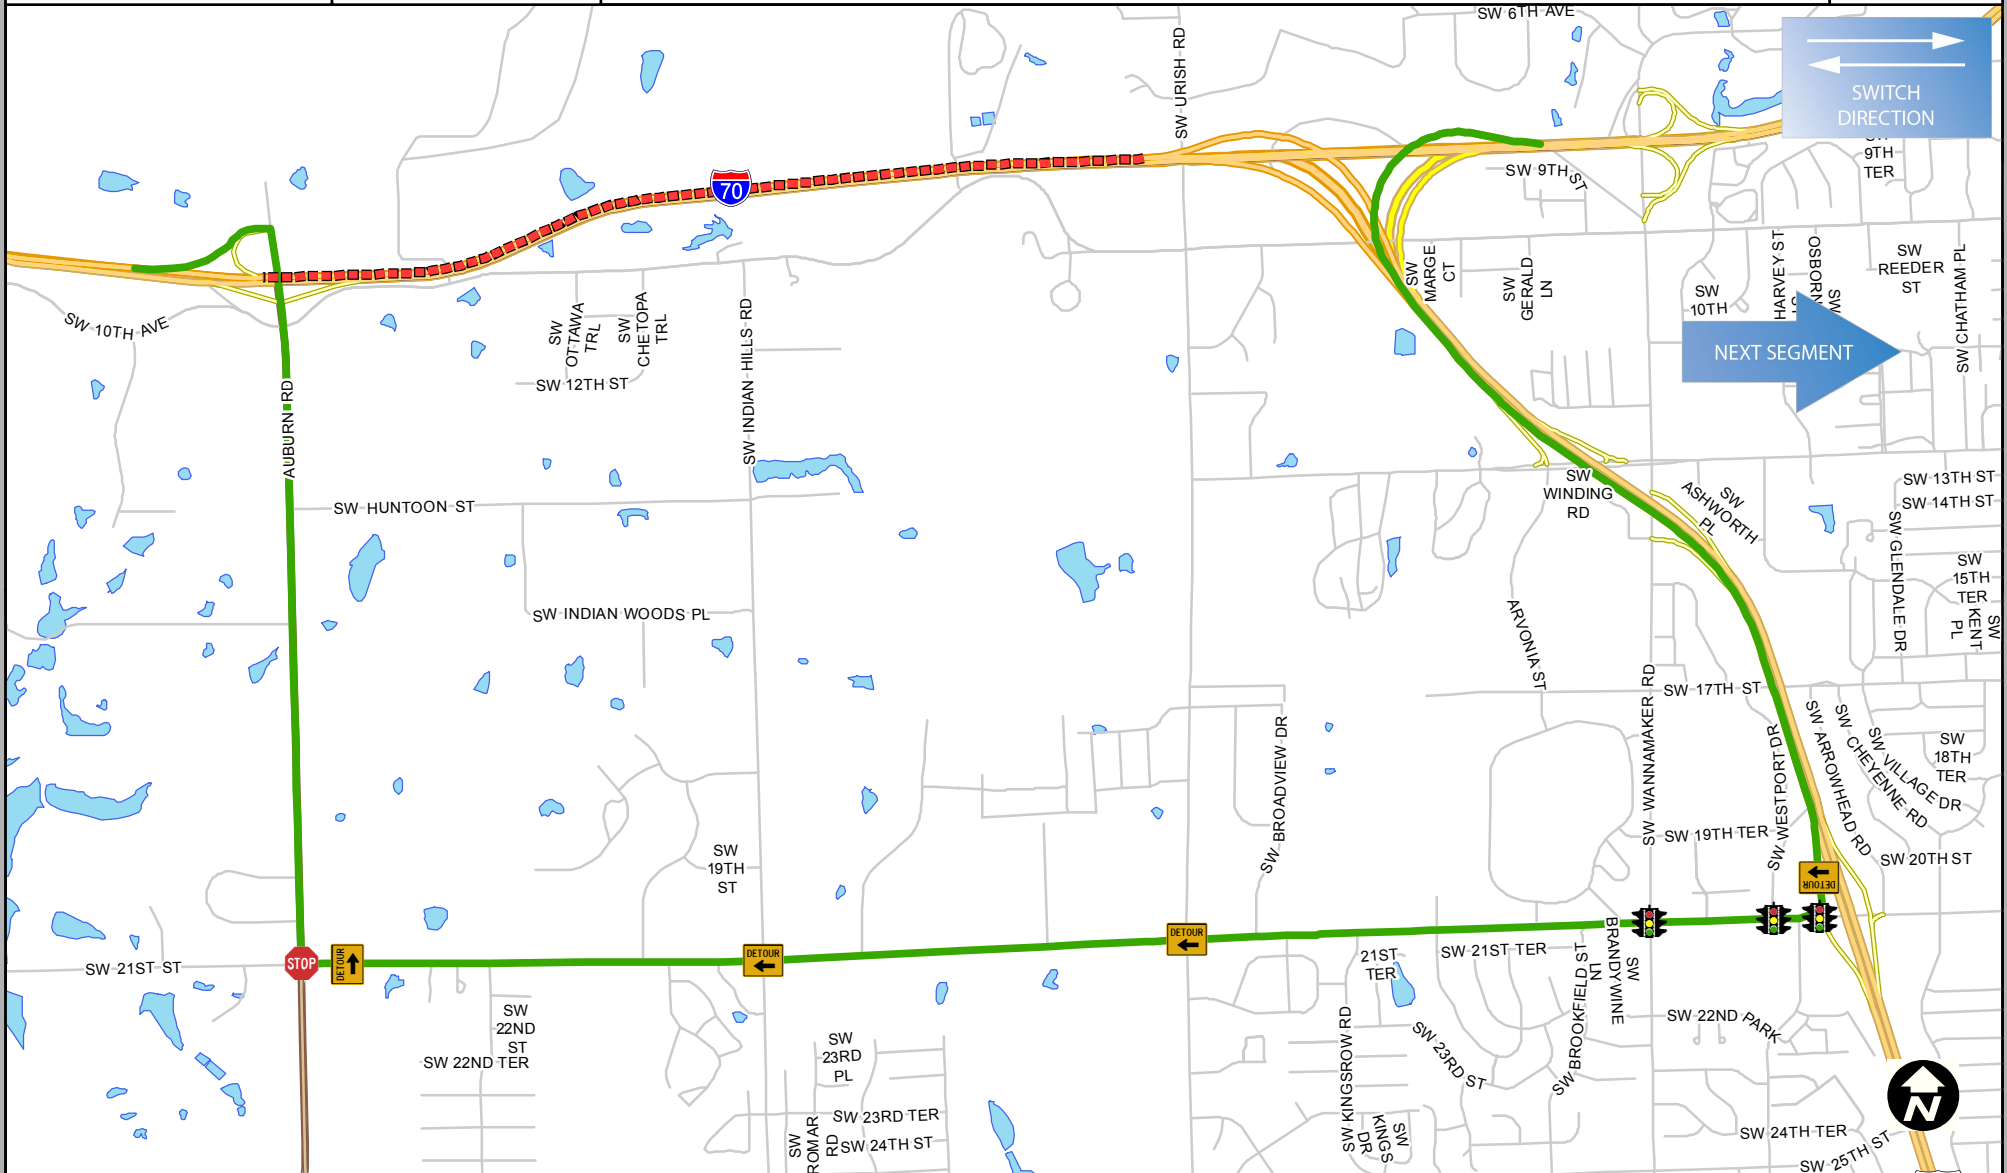 SW 6TH AVE
SW URISH RD
SWITCH
DIRECTION
9TH
TER
SW 9TH ST
70
SW 10TH AVE
SW
OTTAWA
TRL
SW
CHETOPA
TRL
SW 12TH ST
SW INDIAN HILLS RD
SW
MARGE
CT
SW
GERALD
LN
SW
10TH
HARVEY ST
OSBORN
SW
SW
REEDER
ST
SW CHATHAM PL
NEXT SEGMENT
AUBURN RD
SW HUNTOON ST
SW
WINDING
RD
SW
ASHWORTH
PL
SW 13TH ST
SW 14TH ST
SW GLENDALE DR
SW
15TH
TER
SW
KENT
PL
SW INDIAN WOODS PL
ARVONIA ST
SW WANNAMAKER RD
SW 17TH ST
SW WESTPORT DR
SW ARROWHEAD RD
SW CHEYENNE RD
SW VILLAGE DR
SW
18TH
TER
SW BROADVIEW DR
SW 19TH TER
SW 20TH ST
SW
19TH
ST
DETOUR
DETOUR
DETOUR
DETOUR
STOP
SW 21ST ST
21ST
TER
SW 21ST TER
SW BROOKFIELD ST
SW
BRANDYWINE
LN
SW
22ND
ST
SW 22ND TER
SW
23RD
PL
SW 23RD TER
SW 24TH ST
SW
ROMAR
RD
SW KINGSROW RD
SW
KINGS
DR
SW 23RD ST
SW 22ND PARK
SW 24TH TER
SW 25TH ST
N